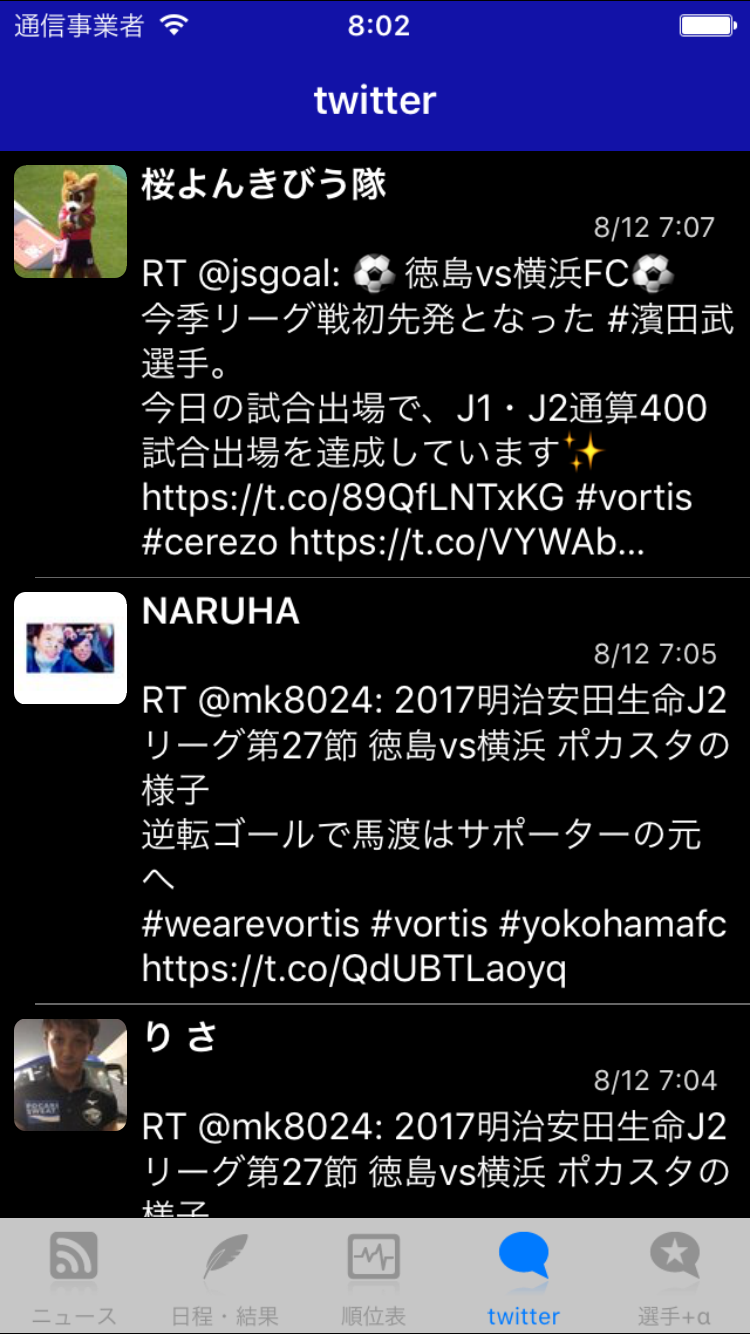 通信事業者 8:02
twitter
桜よんきびう隊
8/12 7:07
RT @jsgoal: ⚽ 徳島vs横浜FC⚽
今季リーグ戦初先発となった #濱田武
選手。
今日の試合出場で、J1・J2通算400
試合出場を達成しています✨
https://t.co/89QfLNTxKG #vortis
#cerezo https://t.co/VYWAb…
NARUHA
8/12 7:05
RT @mk8024: 2017明治安田生命J2
リーグ第27節 徳島vs横浜 ポカスタの
様子
逆転ゴールで馬渡はサポーターの元
へ
#wearevortis #vortis #yokohamafc
https://t.co/QdUBTLaoyq
り さ
8/12 7:04
POCARI
SWEAT
RT @mk8024: 2017明治安田生命J2
リーグ第27節 徳島vs横浜 ポカスタの
様子
ニュース 日程・結果 順位表 twitter 選手+α